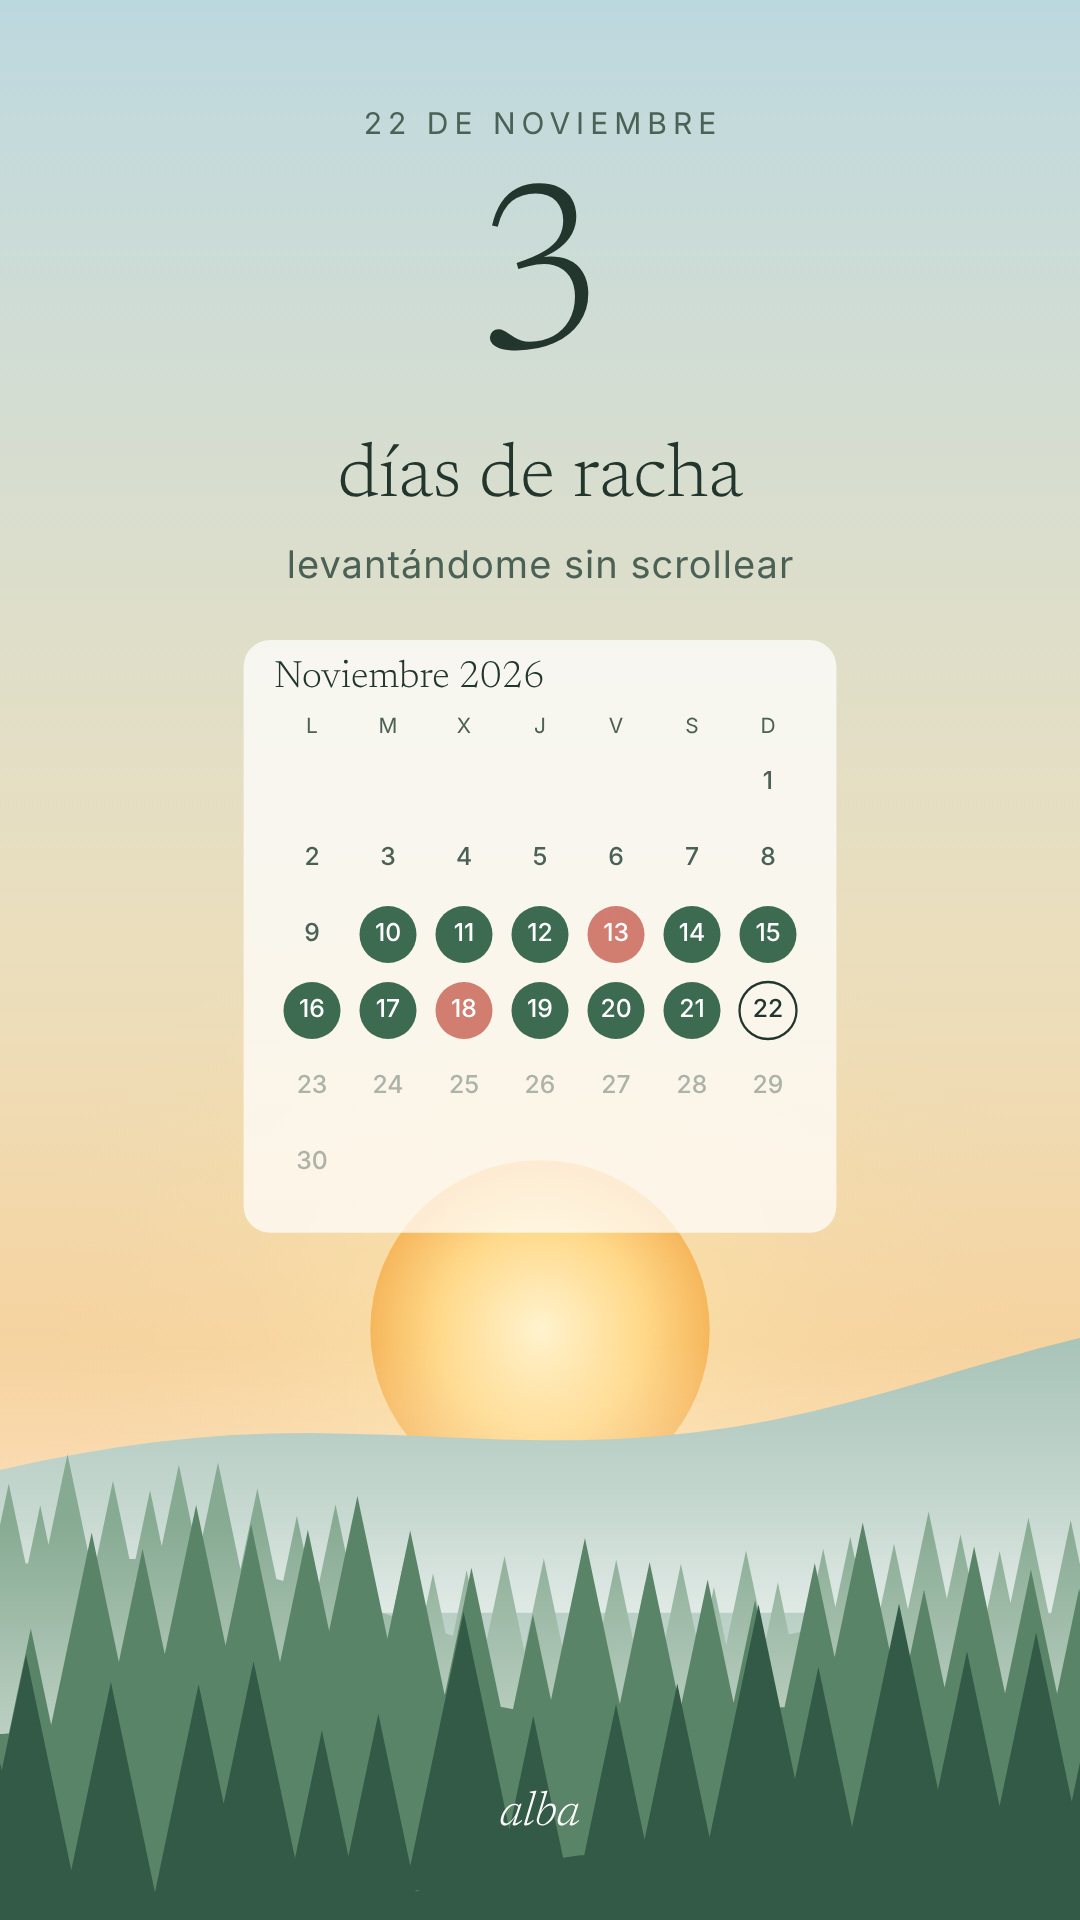 22 DE NOVIEMBRE
3
días de racha
levantándome sin scrollear
Noviembre 2026
L M X J V S D
1
2 3 4 5 6 7 8
9 10 11 12 13 14 15
16 17 18 19 20 21 22
23 24 25 26 27 28 29
30
alba